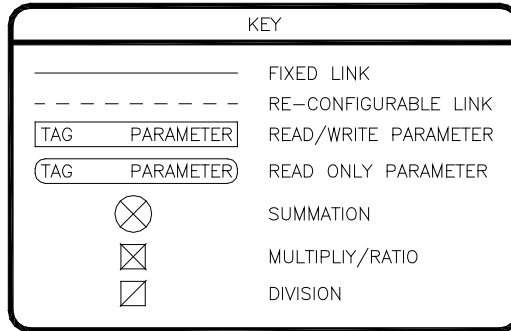 KEY
FIXED LINK
RE-CONFIGURABLE LINK
TAG PARAMETER READ/WRITE PARAMETER
TAG PARAMETER READ ONLY PARAMETER
SUMMATION
MULTIPLIY/RATIO
DIVISION